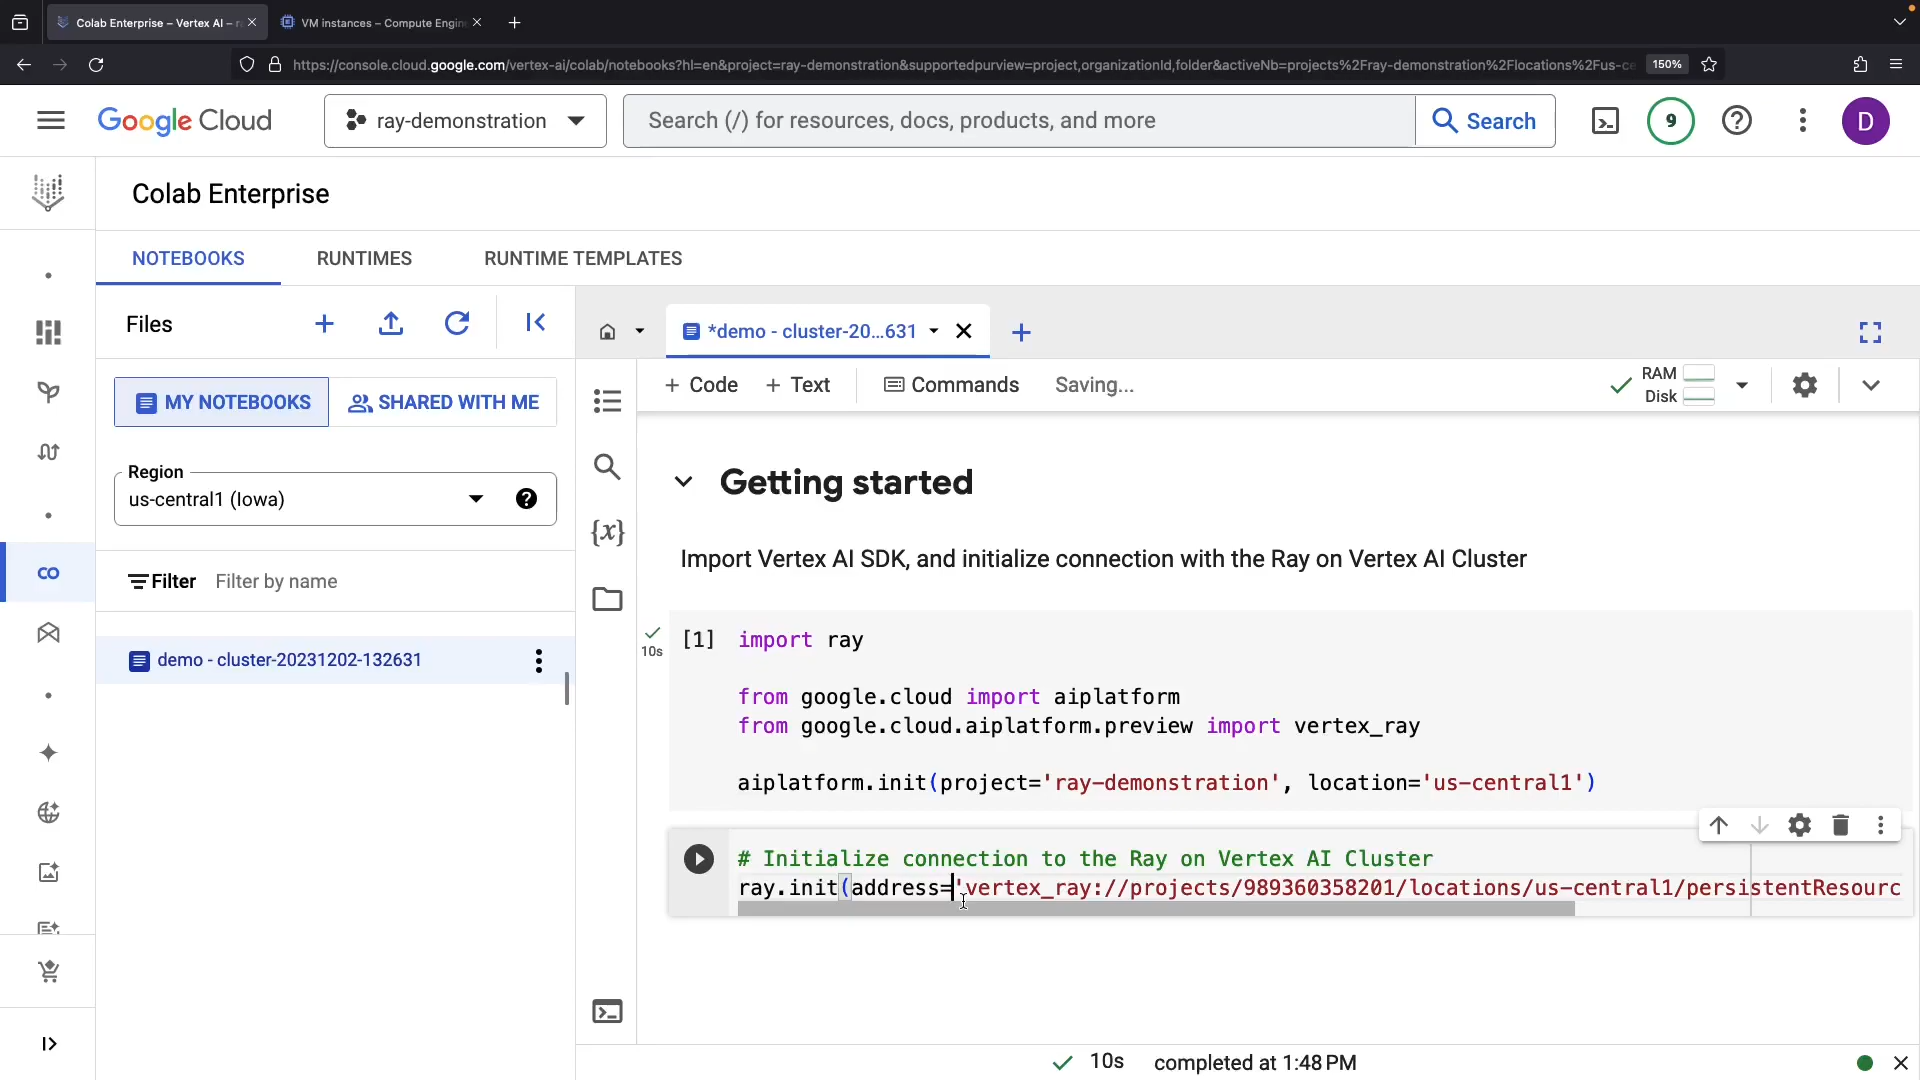 Colab Enterprise – Vertex AI – r
VM instances – Compute Engin
https://console.cloud.google.com/vertex-ai/colab/notebooks?hl=en&project=ray-demonstration&supportedpurview=project,organizationId,folder&activeNb=projects%2Fray-demonstration%2Flocations%2Fus-ce
150%
Google Cloud
ray-demonstration
Search (/) for resources, docs, products, and more
Search
9
D
Colab Enterprise
NOTEBOOKS
RUNTIMES
RUNTIME TEMPLATES
Files
*demo - cluster-20...631
MY NOTEBOOKS
SHARED WITH ME
+ Code
+ Text
Commands
Saving...
RAM
Disk
Region
us-central1 (Iowa)
Filter
Filter by name
demo - cluster-20231202-132631
Getting started
Import Vertex AI SDK, and initialize connection with the Ray on Vertex AI Cluster
10s
[1]
import ray
from google.cloud import aiplatform
from google.cloud.aiplatform.preview import vertex_ray
aiplatform.init(project='ray-demonstration', location='us-central1')
# Initialize connection to the Ray on Vertex AI Cluster
ray.init(address='vertex_ray://projects/989360358201/locations/us-central1/persistentResourc
10s completed at 1:48 PM